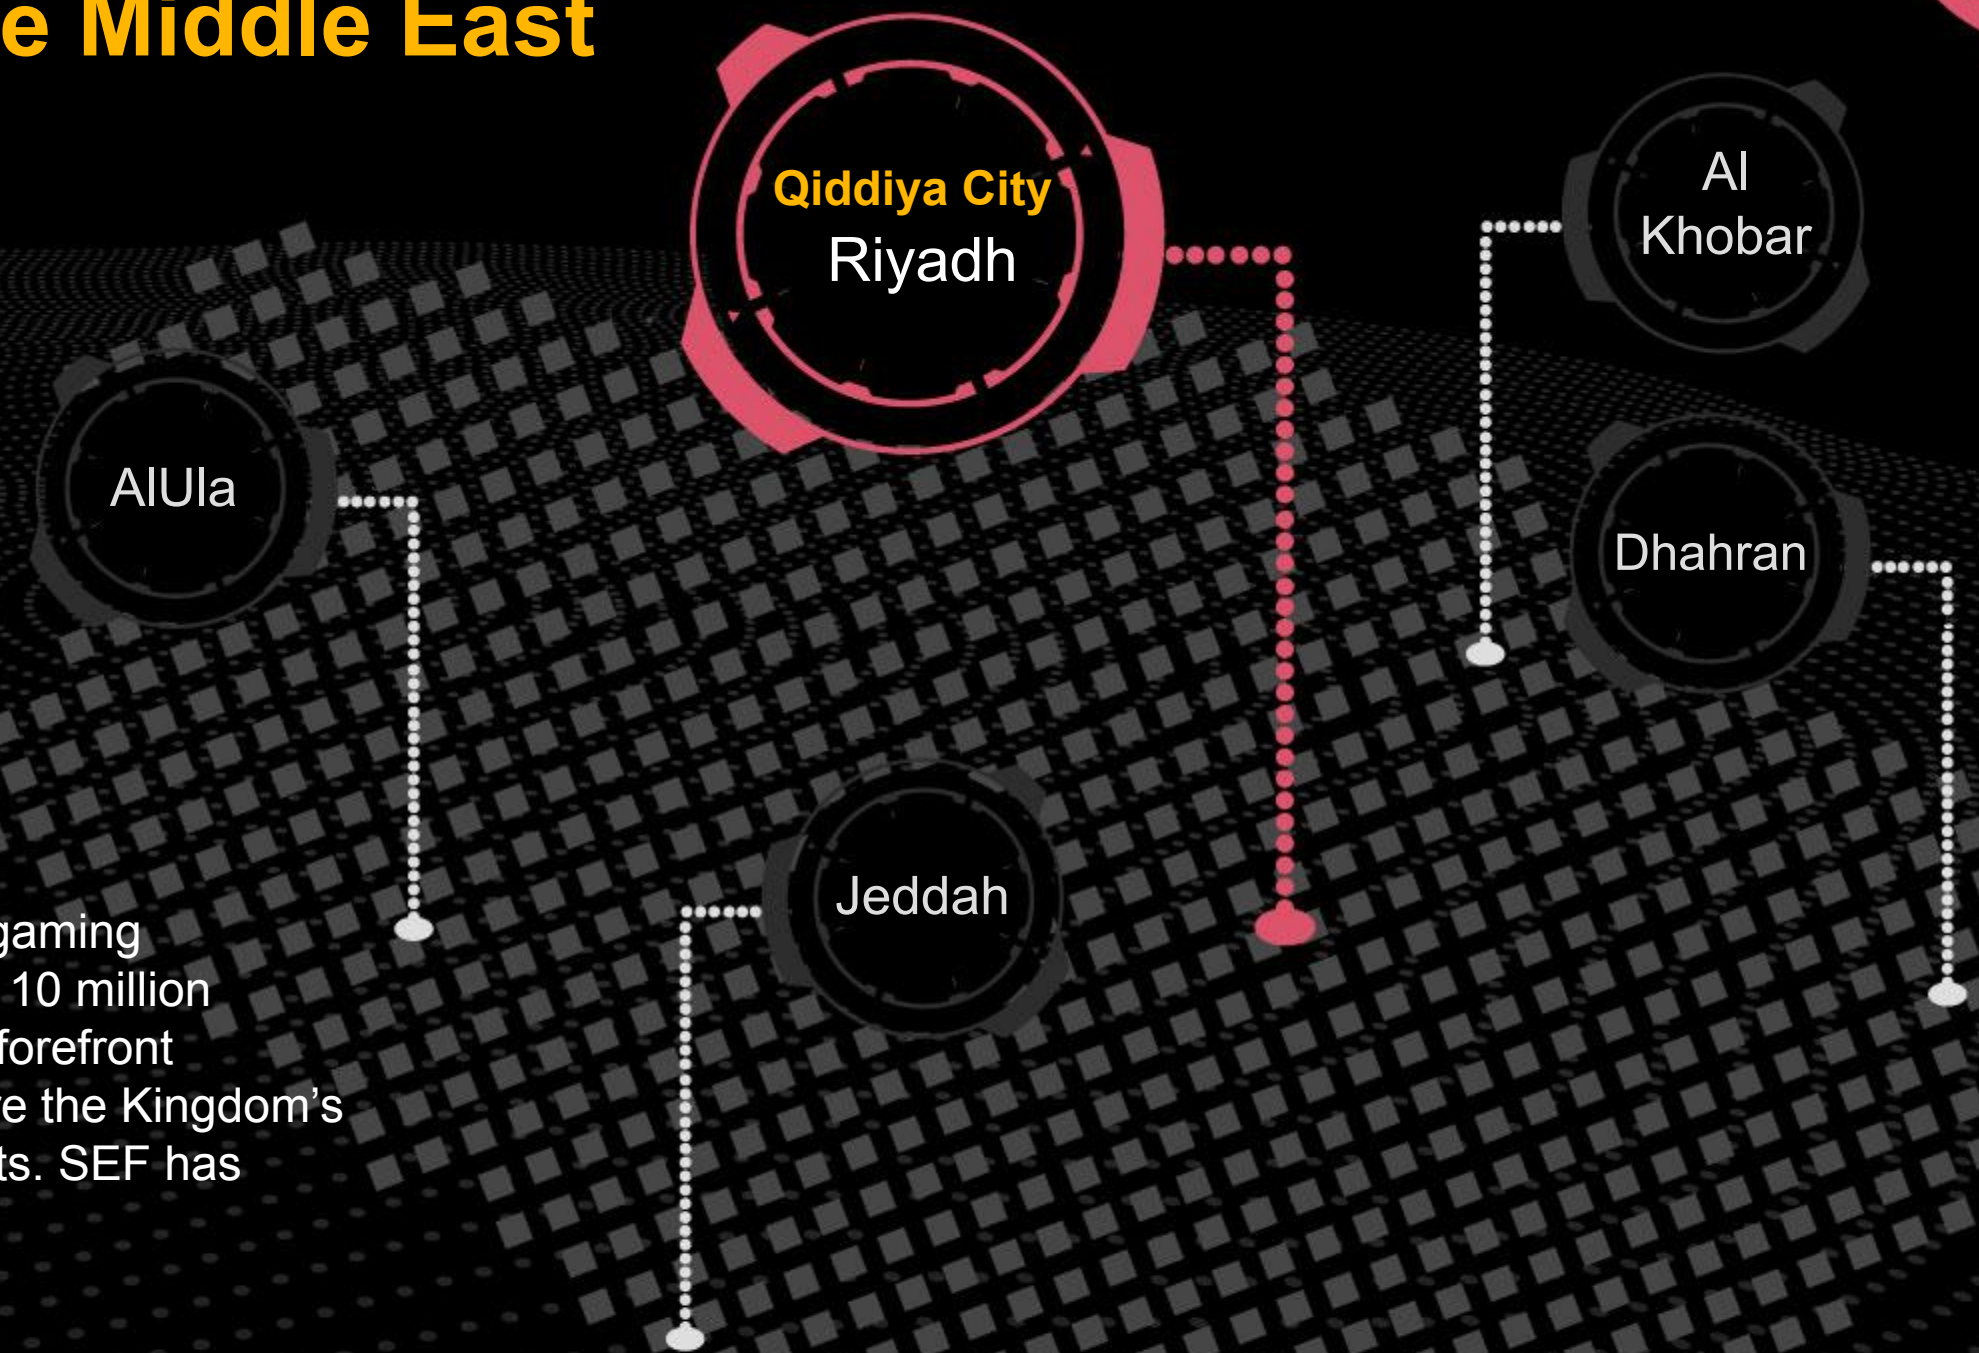 e Middle East
Qiddiya City
Riyadh
Al
Khobar
AlUla
Dhahran
Jeddah
gaming
10 million
forefront
e the Kingdom’s
ts. SEF has